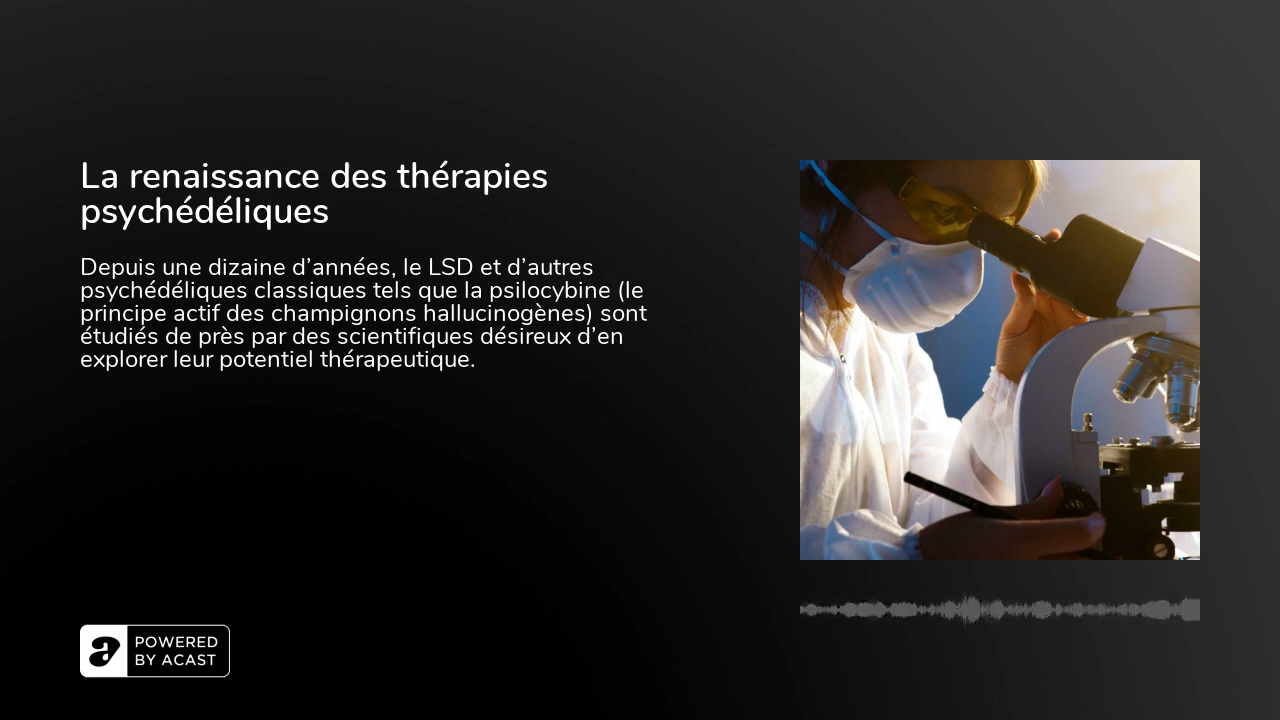 La renaissance des thérapies
psychédéliques
Depuis une dizaine d’années, le LSD et d’autres
psychédéliques classiques tels que la psilocybine (le
principe actif des champignons hallucinogènes) sont
étudiés de près par des scientifiques désireux d’en
explorer leur potentiel thérapeutique.
POWERED
BY ACAST